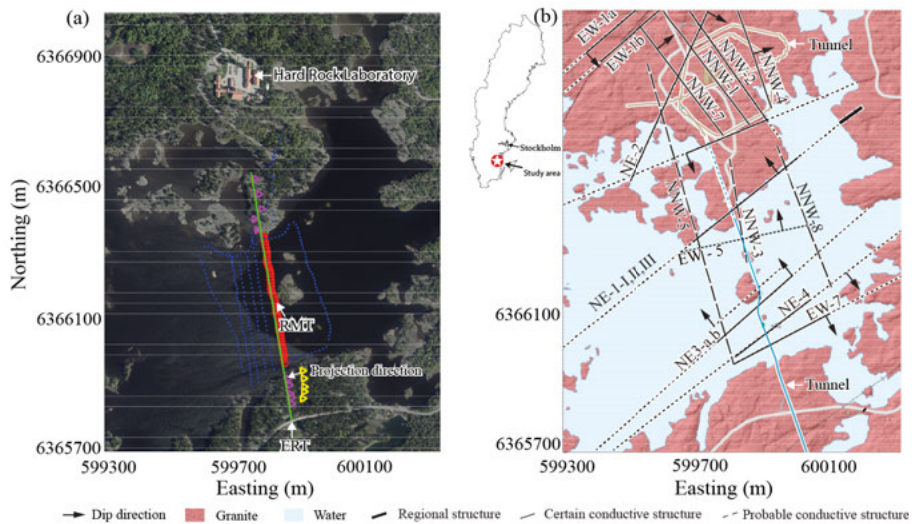 (a)
6366900
6366500
6366100
6365700
Northing (m)
Hard Rock Laboratory
RMT
Projection direction
ERT
599300
599700
600100
Easting (m)
Stockholm
Study area
(b)
EW-1a
EW-1b
Tunnel
NNW-2
NNW-1
NNW-4
NNW-7
NE-2
NNW-5
NNW-3
NNW-8
EW - 5
NE-1-I,II,III
NE-4
EW-7
NE3-a,b
Tunnel
6366100
6365700
599300
599700
600100
Easting (m)
Dip direction
Granite
Water
Regional structure
Certain conductive structure
Probable conductive structure